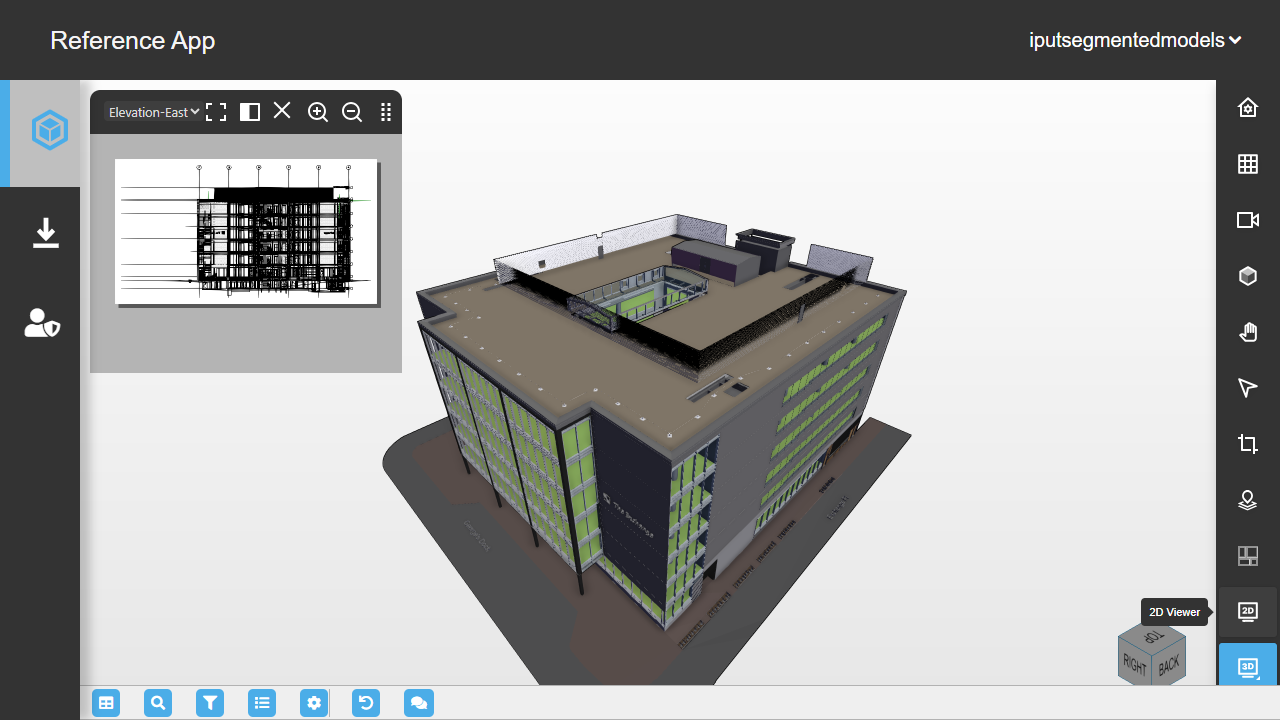 Reference App
iputsegmentedmodels
Elevation-East
2D
2D Viewer
TOP
RIGHT
BACK
3D